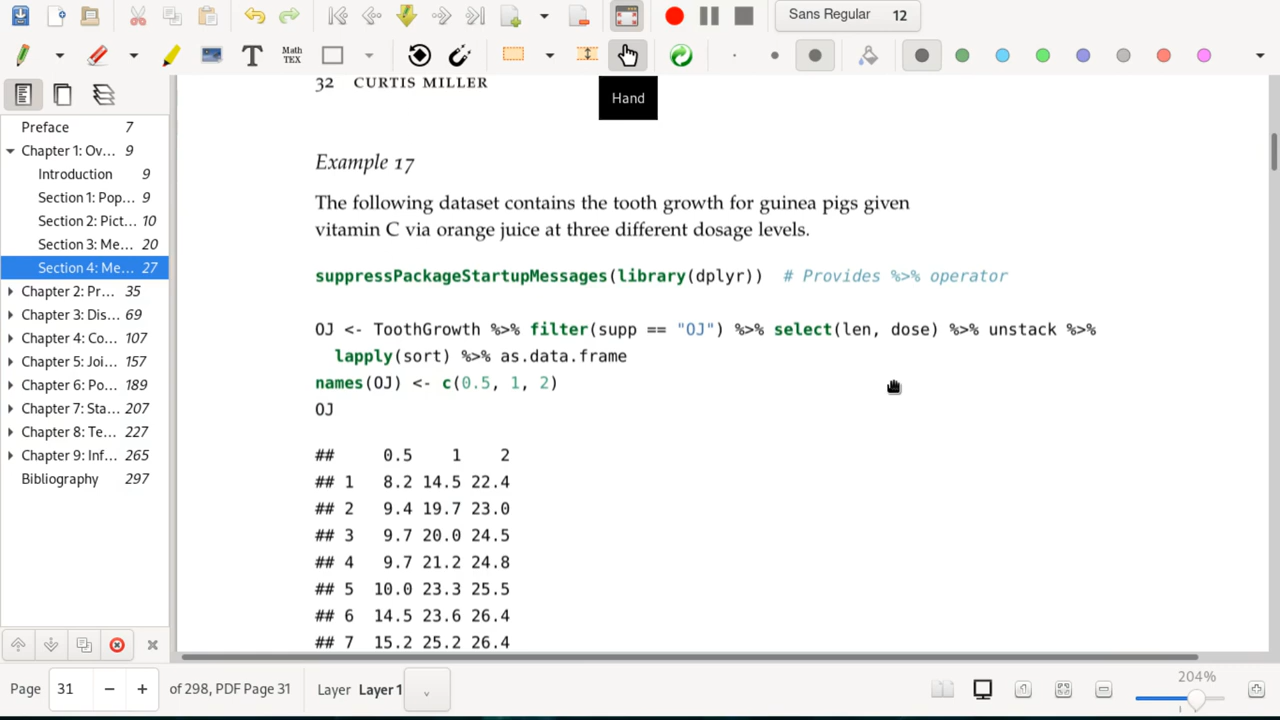 Sans Regular 12
Math
TEX
Hand
Preface 7
Chapter 1: Ov... 9
Introduction 9
Section 1: Pop... 9
Section 2: Pict... 10
Section 3: Me... 20
Section 4: Me... 27
Chapter 2: Pr... 35
Chapter 3: Dis... 69
Chapter 4: Co... 107
Chapter 5: Joi... 157
Chapter 6: Po... 189
Chapter 7: Sta... 207
Chapter 8: Te... 227
Chapter 9: Inf... 265
Bibliography 297
32 CURTIS MILLER
Example 17
The following dataset contains the tooth growth for guinea pigs given
vitamin C via orange juice at three different dosage levels.
suppressPackageStartupMessages(library(dplyr)) # Provides %>% operator
OJ <- ToothGrowth %>% filter(supp == "OJ") %>% select(len, dose) %>% unstack %>%
lapply(sort) %>% as.data.frame
names(OJ) <- c(0.5, 1, 2)
OJ
## 0.5 1 2
## 1 8.2 14.5 22.4
## 2 9.4 19.7 23.0
## 3 9.7 20.0 24.5
## 4 9.7 21.2 24.8
## 5 10.0 23.3 25.5
## 6 14.5 23.6 26.4
## 7 15.2 25.2 26.4
Page 31 of 298, PDF Page 31 Layer Layer 1
204%